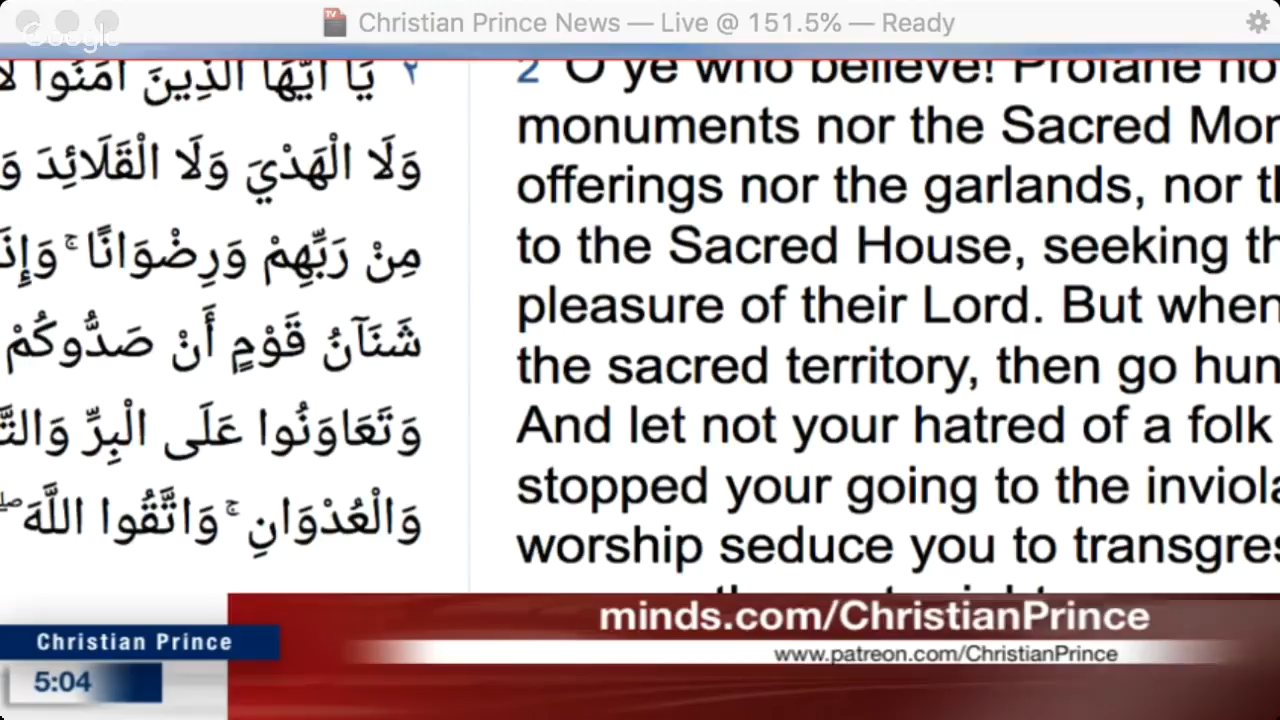 Christian Prince News — Live @ 151.5% — Ready
Google
TV
يَا أَيُّهَا الَّذِينَ آمَنُوا لَا
٢
وَلَا الْهَدْيَ وَلَا الْقَلَائِدَ وَ
مِنْ رَبِّهِمْ وَرِضْوَانًا ۚ وَإِذَ
شَنَآنُ قَوْمٍ أَنْ صَدُّوكُمْ
وَتَعَاوَنُوا عَلَى الْبِرِّ وَالتَّ
وَالْعُدْوَانِ ۚ وَاتَّقُوا اللَّهَ ۖ
2 O ye who believe! Profane no
monuments nor the Sacred Mor
offerings nor the garlands, nor th
to the Sacred House, seeking th
pleasure of their Lord. But when
the sacred territory, then go hun
And let not your hatred of a folk
stopped your going to the inviola
worship seduce you to transgres
minds.com/ChristianPrince
www.patreon.com/ChristianPrince
Christian Prince
5:04